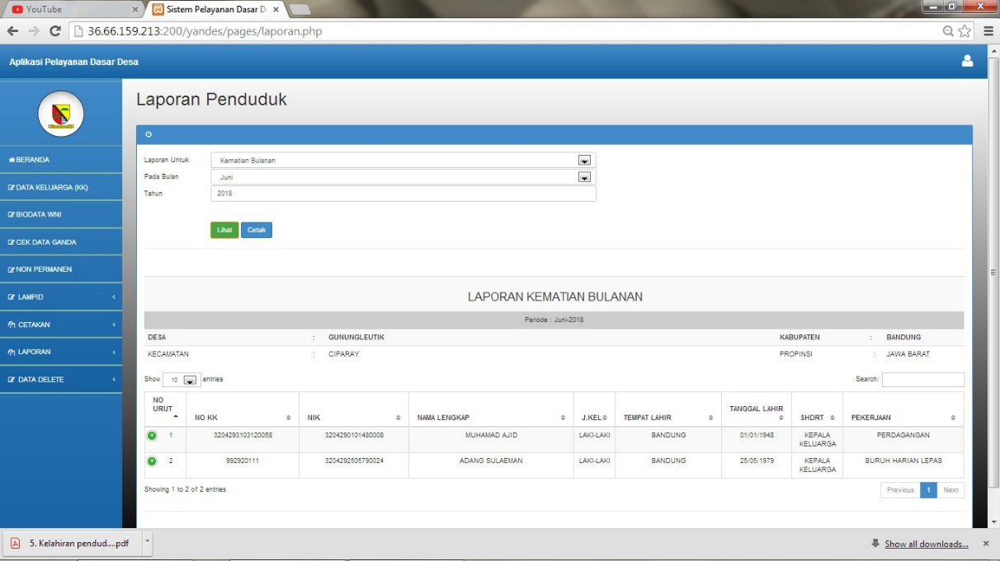 YouTube
Sistem Pelayanan Dasar D
36.66.159.213:200/yandes/pages/laporan.php
Aplikasi Pelayanan Dasar Desa
Laporan Penduduk
BERANDA
DATA KELUARGA (KK)
BIODATA WNI
CEK DATA GANDA
NON PERMANEN
LAMPID
CETAKAN
LAPORAN
DATA DELETE
Laporan Untuk Kematian Bulanan
Pada Bulan Juni
Tahun 2018
Lihat Cetak
LAPORAN KEMATIAN BULANAN
Periode : Juni-2018
DESA : GUNUNGLEUTIK KABUPATEN : BANDUNG
KECAMATAN : CIPARAY PROPINSI : JAWA BARAT
Show 10 entries Search:
NO URUT NO KK NIK NAMA LENGKAP J.KEL TEMPAT LAHIR TANGGAL LAHIR SHDRT PEKERJAAN
1 3204293103120058 3204290101480008 MUHAMAD AJID LAKI-LAKI BANDUNG 01/01/1948 KEPALA KELUARGA PERDAGANGAN
2 992920111 3204292505790024 ADANG SULAEMAN LAKI-LAKI BANDUNG 25/05/1979 KEPALA KELUARGA BURUH HARIAN LEPAS
Showing 1 to 2 of 2 entries Previous 1 Next
5. Kelahiran pendud....pdf Show all downloads...